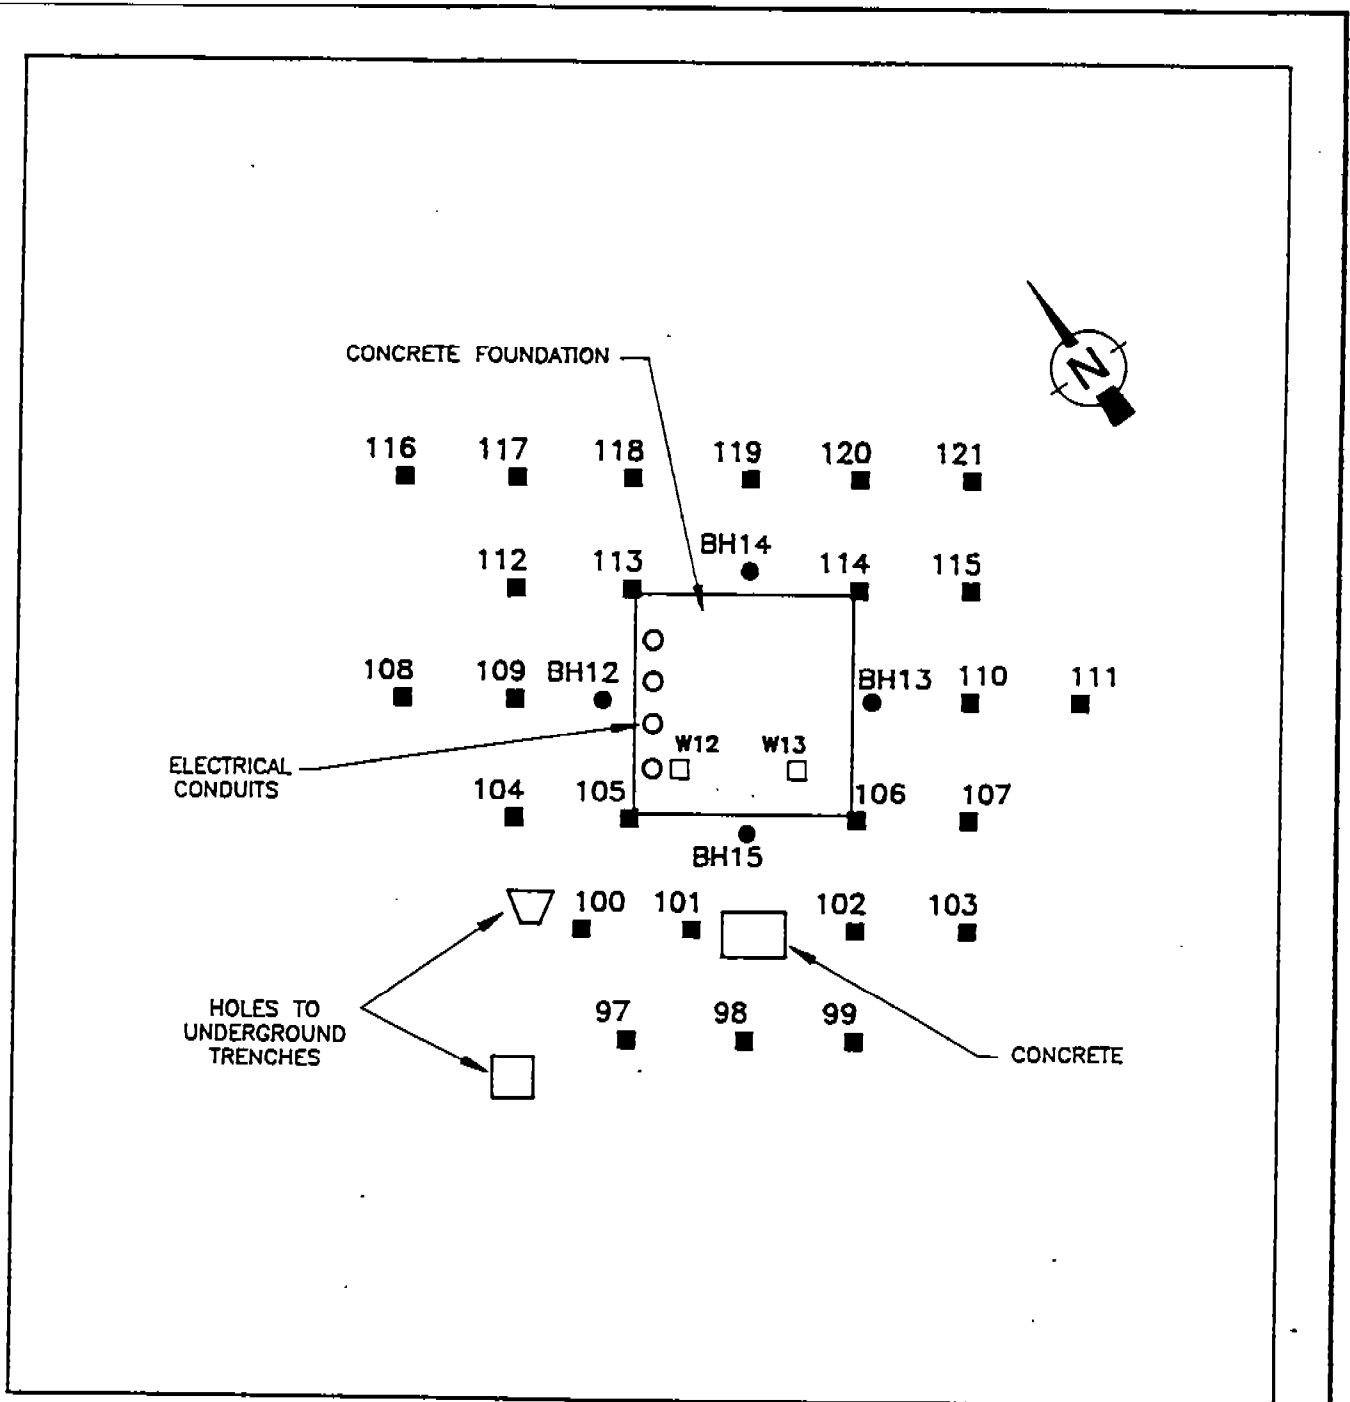 CONCRETE FOUNDATION
N
116 117 118 119 120 121
BH14
112 113 114 115
108 109 BH12 BH13 110 111
W12 W13
ELECTRICAL
CONDUITS
104 105 106 107
BH15
100 101 102 103
HOLES TO
UNDERGROUND
TRENCHES
97 98 99
CONCRETE